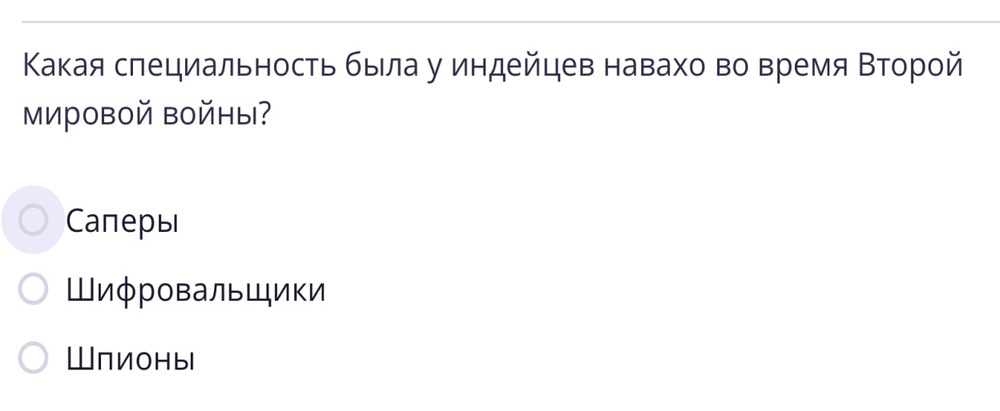 Какая специальность была у индейцев навахо во время Второй
мировой войны?
Саперы
Шифровальщики
Шпионы